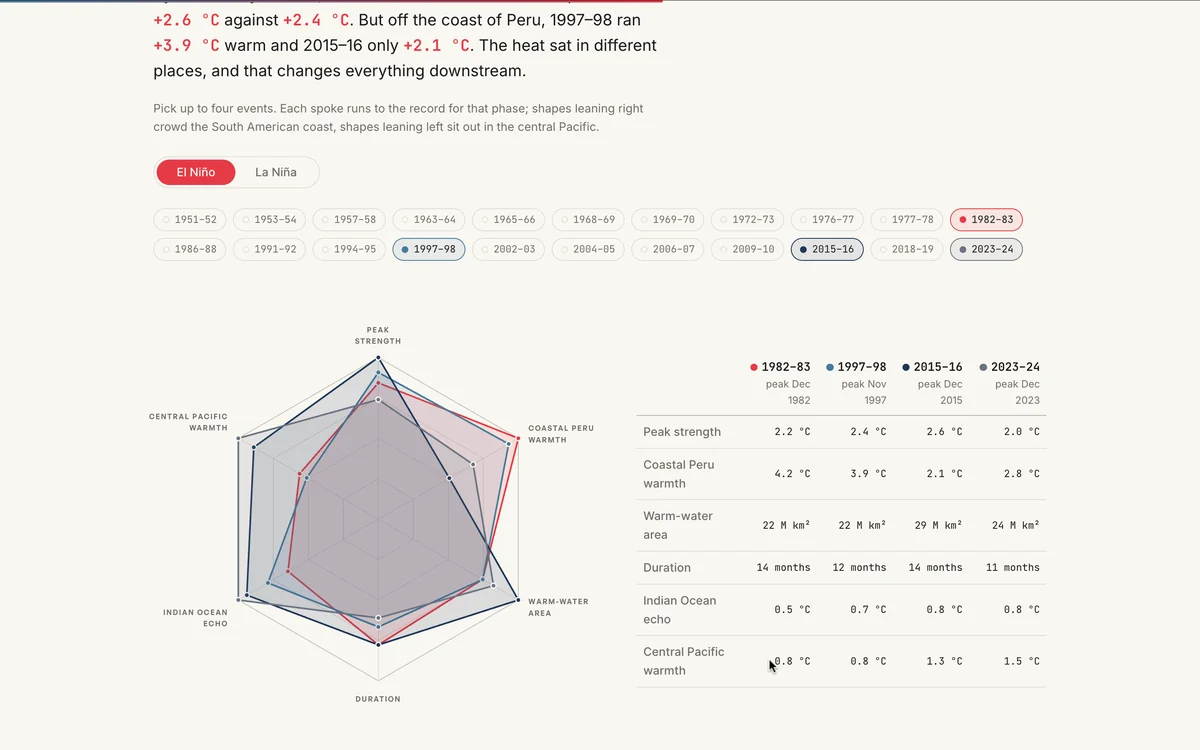 +2.6 °C against +2.4 °C. But off the coast of Peru, 1997–98 ran
+3.9 °C warm and 2015–16 only +2.1 °C. The heat sat in different
places, and that changes everything downstream.
Pick up to four events. Each spoke runs to the record for that phase; shapes leaning right
crowd the South American coast, shapes leaning left sit out in the central Pacific.
El Niño La Niña
1951–52 1953–54 1957–58 1963–64 1965–66 1968–69 1969–70 1972–73 1976–77 1977–78 1982–83
1986–88 1991–92 1994–95 1997–98 2002–03 2004–05 2006–07 2009–10 2015–16 2018–19 2023–24
PEAK
STRENGTH
COASTAL PERU
WARMTH
WARM-WATER
AREA
DURATION
INDIAN OCEAN
ECHO
CENTRAL PACIFIC
WARMTH
1982–83 1997–98 2015–16 2023–24
peak Dec peak Nov peak Dec peak Dec
1982 1997 2015 2023
Peak strength 2.2 °C 2.4 °C 2.6 °C 2.0 °C
Coastal Peru
warmth 4.2 °C 3.9 °C 2.1 °C 2.8 °C
Warm-water
area 22 M km² 22 M km² 29 M km² 24 M km²
Duration 14 months 12 months 14 months 11 months
Indian Ocean
echo 0.5 °C 0.7 °C 0.8 °C 0.8 °C
Central Pacific
warmth 0.8 °C 0.8 °C 1.3 °C 1.5 °C